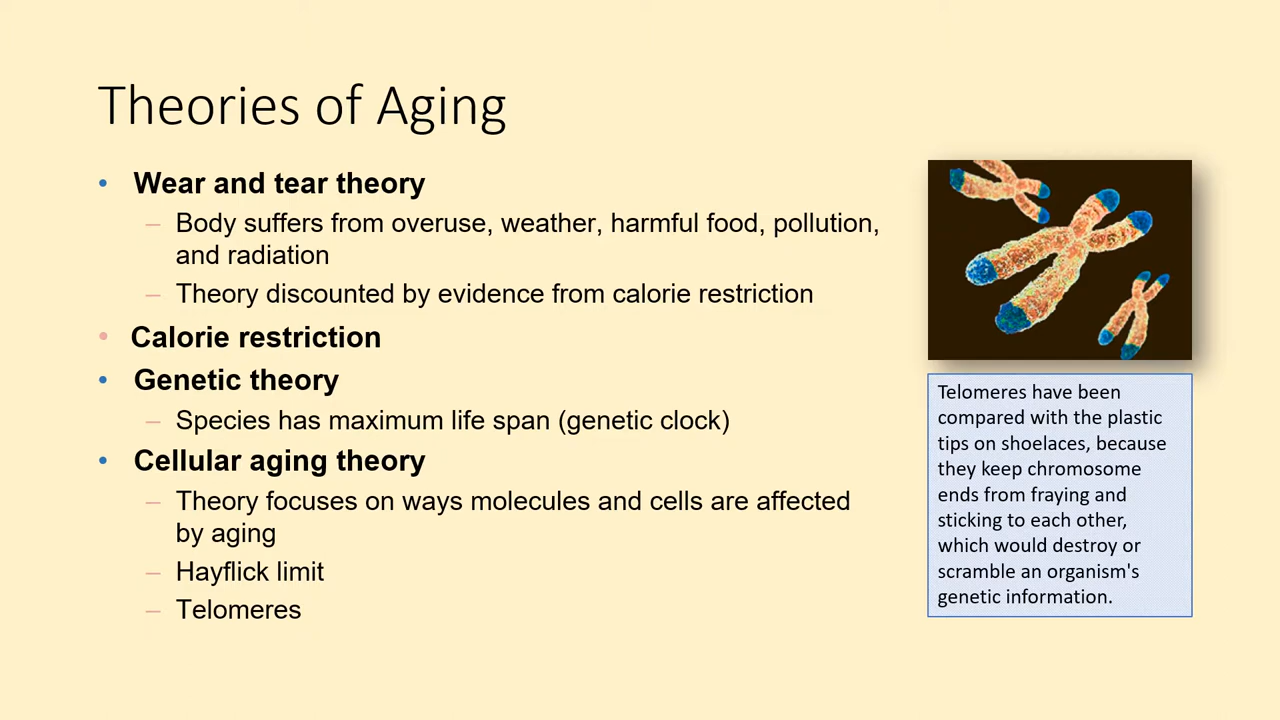 Theories of Aging
• Wear and tear theory
– Body suffers from overuse, weather, harmful food, pollution,
and radiation
– Theory discounted by evidence from calorie restriction
• Calorie restriction
• Genetic theory
– Species has maximum life span (genetic clock)
• Cellular aging theory
– Theory focuses on ways molecules and cells are affected
by aging
– Hayflick limit
– Telomeres
Telomeres have been
compared with the plastic
tips on shoelaces, because
they keep chromosome
ends from fraying and
sticking to each other,
which would destroy or
scramble an organism's
genetic information.